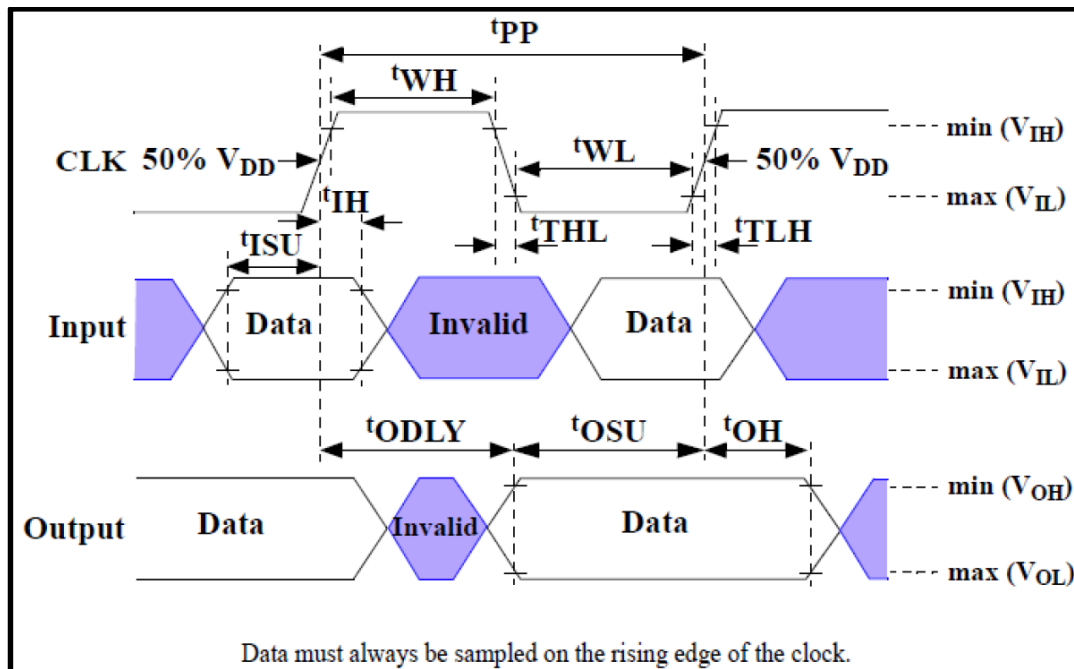 tPP
tWH
min (VIH)
CLK 50% VDD
tWL
50% VDD
tIH
max (VIL)
tISU
tTHL
tTLH
min (VIH)
Input
Data
Invalid
Data
max (VIL)
tODLY
tOSU
tOH
min (VOH)
Output
Data
Invalid
Data
max (VOL)
Data must always be sampled on the rising edge of the clock.